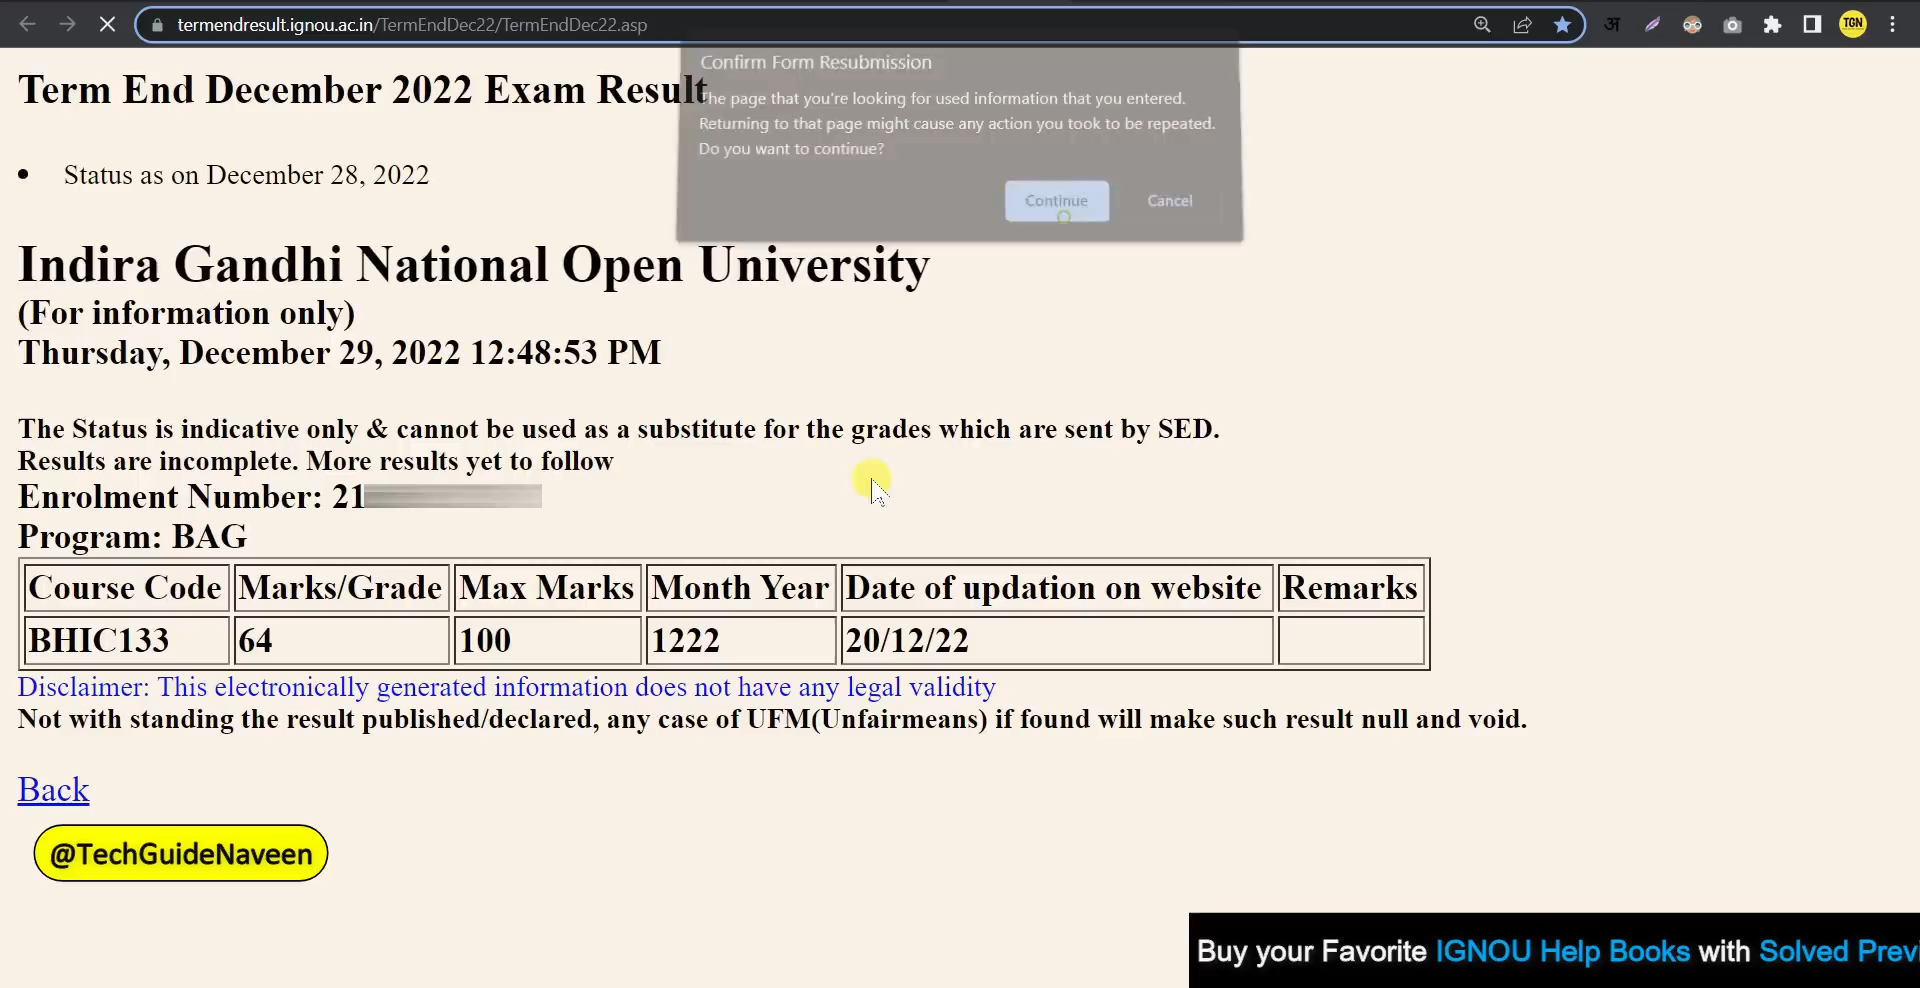 termendresult.ignou.ac.in/TermEndDec22/TermEndDec22.asp
अ
TGN
Confirm Form Resubmission
The page that you're looking for used information that you entered.
Returning to that page might cause any action you took to be repeated.
Do you want to continue?
Continue
Cancel
Term End December 2022 Exam Result
Status as on December 28, 2022
Indira Gandhi National Open University
(For information only)
Thursday, December 29, 2022 12:48:53 PM
The Status is indicative only & cannot be used as a substitute for the grades which are sent by SED.
Results are incomplete. More results yet to follow
Enrolment Number: 21
Program: BAG
Course Code Marks/Grade Max Marks Month Year Date of updation on website Remarks
BHIC133 64 100 1222 20/12/22
Disclaimer: This electronically generated information does not have any legal validity
Not with standing the result published/declared, any case of UFM(Unfairmeans) if found will make such result null and void.
Back
@TechGuideNaveen
Buy your Favorite IGNOU Help Books with Solved Previ